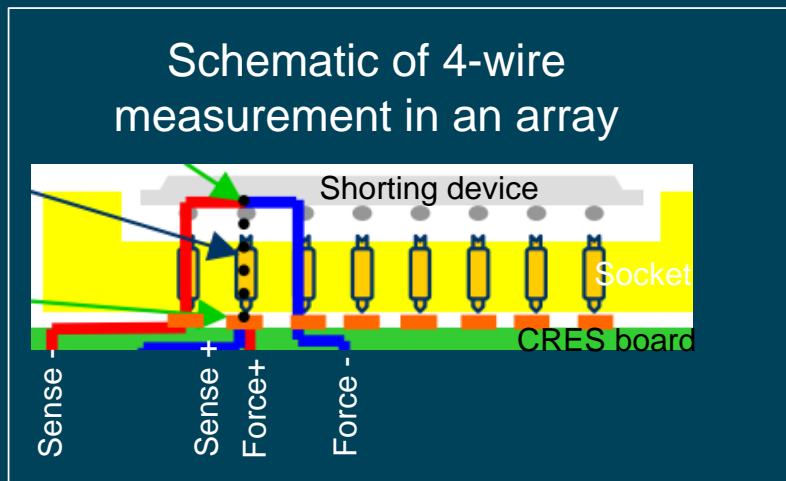 Schematic of 4-wire
measurement in an array
Shorting device
Socket
CRES board
Sense -
Sense +
Force+
Force -